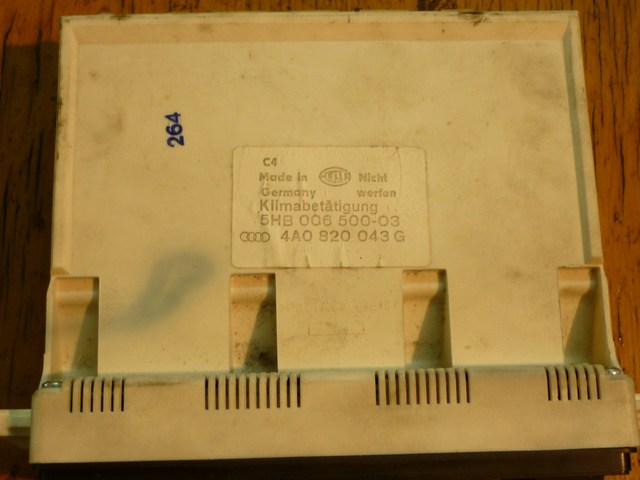 264
C4
Made in HELLA Nicht
Germany werfen
Klimabetätigung
5HB 006 500-03
4A0 820 043 G